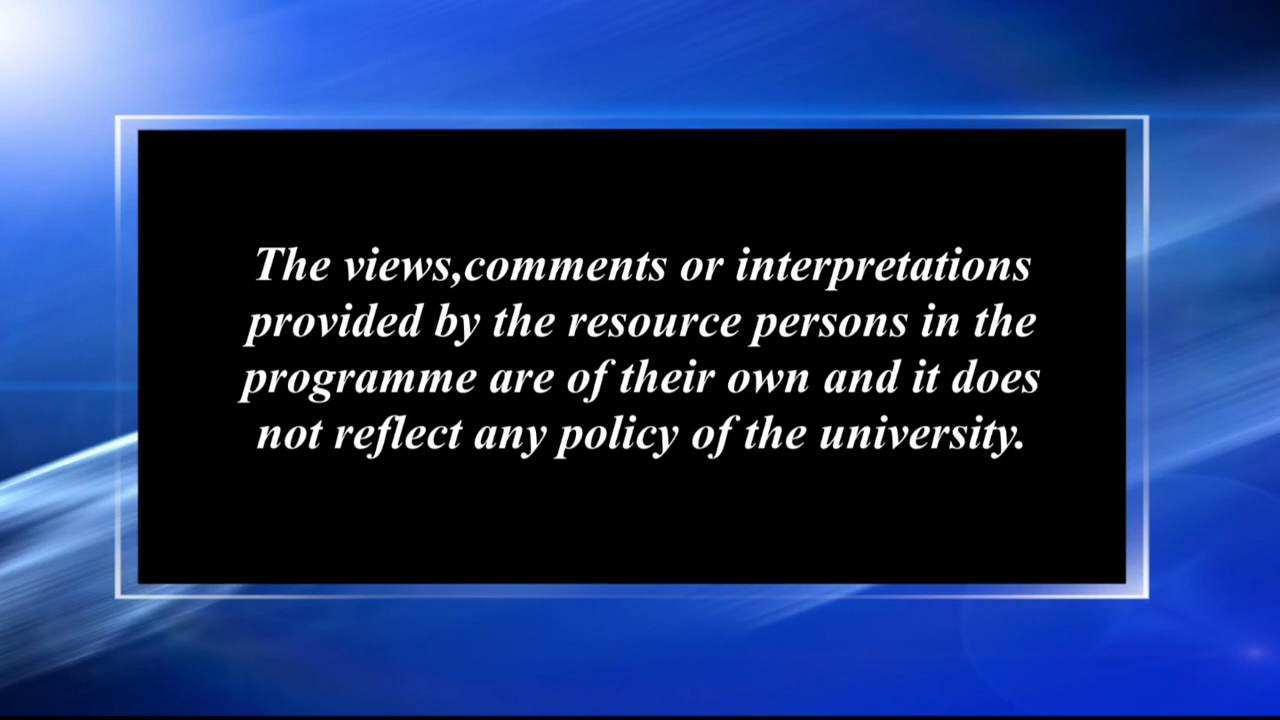 The views,comments or interpretations
provided by the resource persons in the
programme are of their own and it does
not reflect any policy of the university.